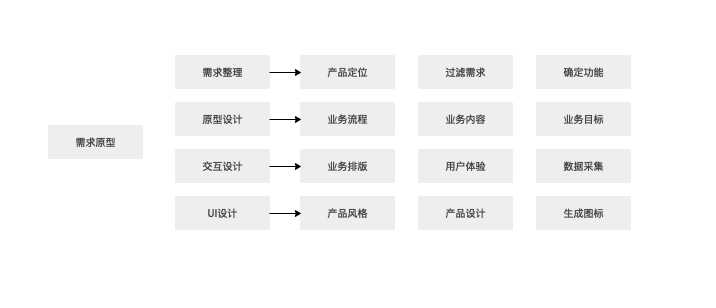 需求整理 产品定位 过滤需求 确定功能
原型设计 业务流程 业务内容 业务目标
需求原型
交互设计 业务排版 用户体验 数据采集
UI设计 产品风格 产品设计 生成图标